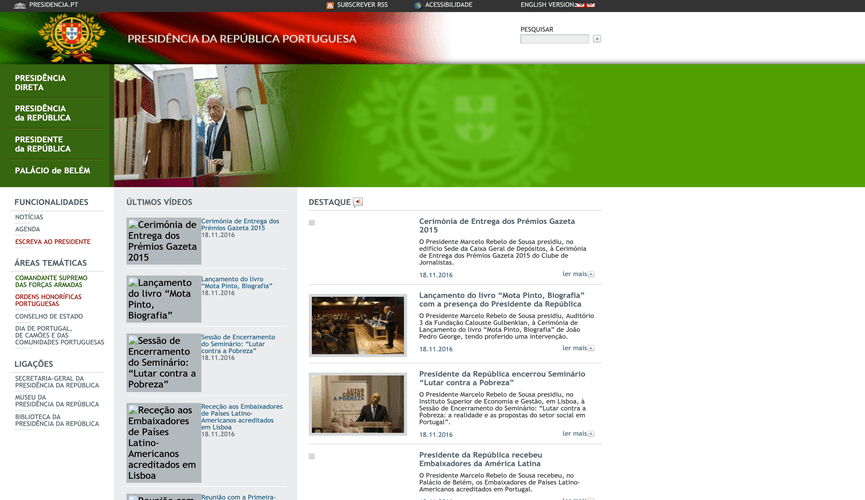 PRESIDENCIA.PT
SUBSCREVER RSS
ACESSIBILIDADE
ENGLISH VERSION
PRESIDÊNCIA DA REPÚBLICA PORTUGUESA
PESQUISAR
PRESIDÊNCIA
DIRETA
PRESIDÊNCIA
da REPÚBLICA
PRESIDENTE
da REPÚBLICA
PALÁCIO de BELÉM
FUNCIONALIDADES
NOTÍCIAS
AGENDA
ESCREVA AO PRESIDENTE
ÁREAS TEMÁTICAS
COMANDANTE SUPREMO
DAS FORÇAS ARMADAS
ORDENS HONORÍFICAS
PORTUGUESAS
CONSELHO DE ESTADO
DIA DE PORTUGAL,
DE CAMÕES E DAS
COMUNIDADES PORTUGUESAS
LIGAÇÕES
SECRETARIA-GERAL DA
PRESIDÊNCIA DA REPÚBLICA
MUSEU DA
PRESIDÊNCIA DA REPÚBLICA
BIBLIOTECA DA
PRESIDÊNCIA DA REPÚBLICA
ÚLTIMOS VÍDEOS
Cerimónia de
Entrega dos
Prémios Gazeta
2015
Cerimónia de Entrega dos
Prémios Gazeta 2015
18.11.2016
Lançamento
do livro “Mota
Pinto,
Biografia”
Lançamento do livro
“Mota Pinto, Biografia”
18.11.2016
Sessão de
Encerramento
do Seminário:
“Lutar contra a
Pobreza”
Sessão de Encerramento
do Seminário: “Lutar
contra a Pobreza”
18.11.2016
Receção aos
Embaixadores
de Países
Latino-
Americanos
acreditados em
Lisboa
Receção aos Embaixadores
de Países Latino-
Americanos acreditados
em Lisboa
18.11.2016
Reunião com a
Reunião com a Primeira-
DESTAQUE
Cerimónia de Entrega dos Prémios Gazeta
2015
O Presidente Marcelo Rebelo de Sousa presidiu, no
edifício Sede da Caixa Geral de Depósitos, à Cerimónia
de Entrega dos Prémios Gazeta 2015 do Clube de
Jornalistas.
18.11.2016
ler mais
Lançamento do livro “Mota Pinto, Biografia”
com a presença do Presidente da República
O Presidente Marcelo Rebelo de Sousa presidiu, Auditório
3 da Fundação Calouste Gulbenkian, à Cerimónia de
Lançamento do livro “Mota Pinto, Biografia” de João
Pedro George, tendo proferido uma intervenção.
18.11.2016
ler mais
LUTAR
CONTRA
A POBREZA
Presidente da República encerrou Seminário
“Lutar contra a Pobreza”
O Presidente Marcelo Rebelo de Sousa presidiu, no
Instituto Superior de Economia e Gestão, em Lisboa, à
Sessão de Encerramento do Seminário: “Lutar contra a
Pobreza: a realidade e as propostas do setor social em
Portugal”.
18.11.2016
ler mais
Presidente da República recebeu
Embaixadores da América Latina
O Presidente Marcelo Rebelo de Sousa recebeu, no
Palácio de Belém, os Embaixadores de Países Latino-
Americanos acreditados em Portugal.